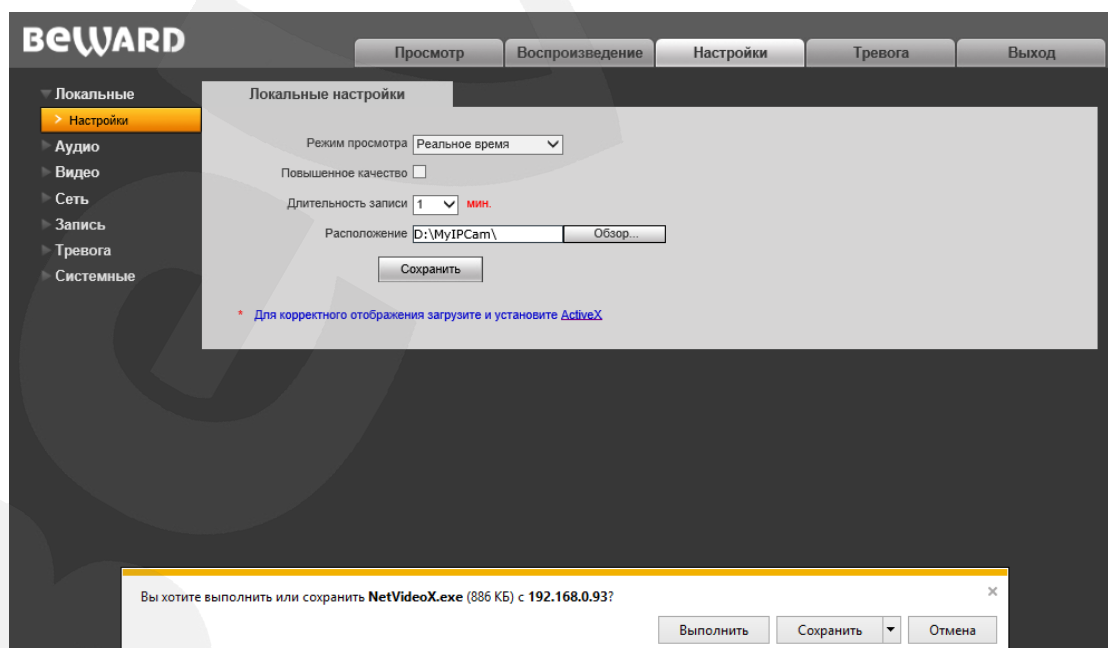 BEWARD
Просмотр Воспроизведение Настройки Тревога Выход
Локальные
> Настройки
Аудио
Видео
Сеть
Запись
Тревога
Системные
Локальные настройки
Режим просмотра Реальное время
Повышенное качество
Длительность записи 1 мин.
Расположение D:\MyIPCam\ Обзор...
Сохранить
* Для корректного отображения загрузите и установите ActiveX
Вы хотите выполнить или сохранить NetVideoX.exe (886 КБ) с 192.168.0.93?
Выполнить Сохранить Отмена